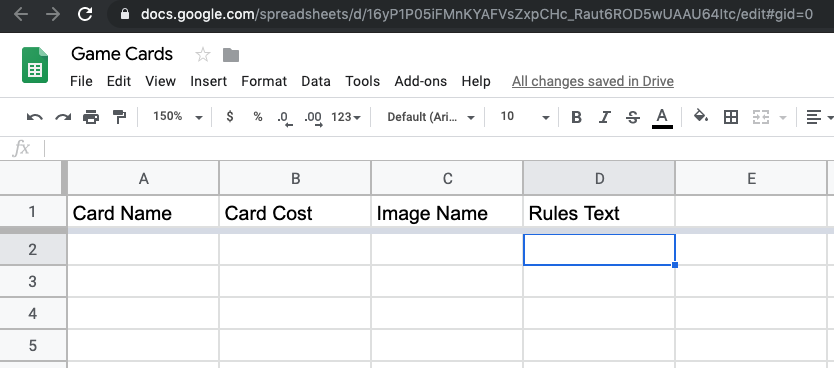 docs.google.com/spreadsheets/d/16yP1P05iFMnKYAFVsZxpCHc_Raut6ROD5wUAAU64Itc/edit#gid=0
Game Cards
File Edit View Insert Format Data Tools Add-ons Help All changes saved in Drive
150% $ % .0 .00 123 Default (Ari... 10 B I S A
fx
A B C D E
1 Card Name Card Cost Image Name Rules Text
2
3
4
5